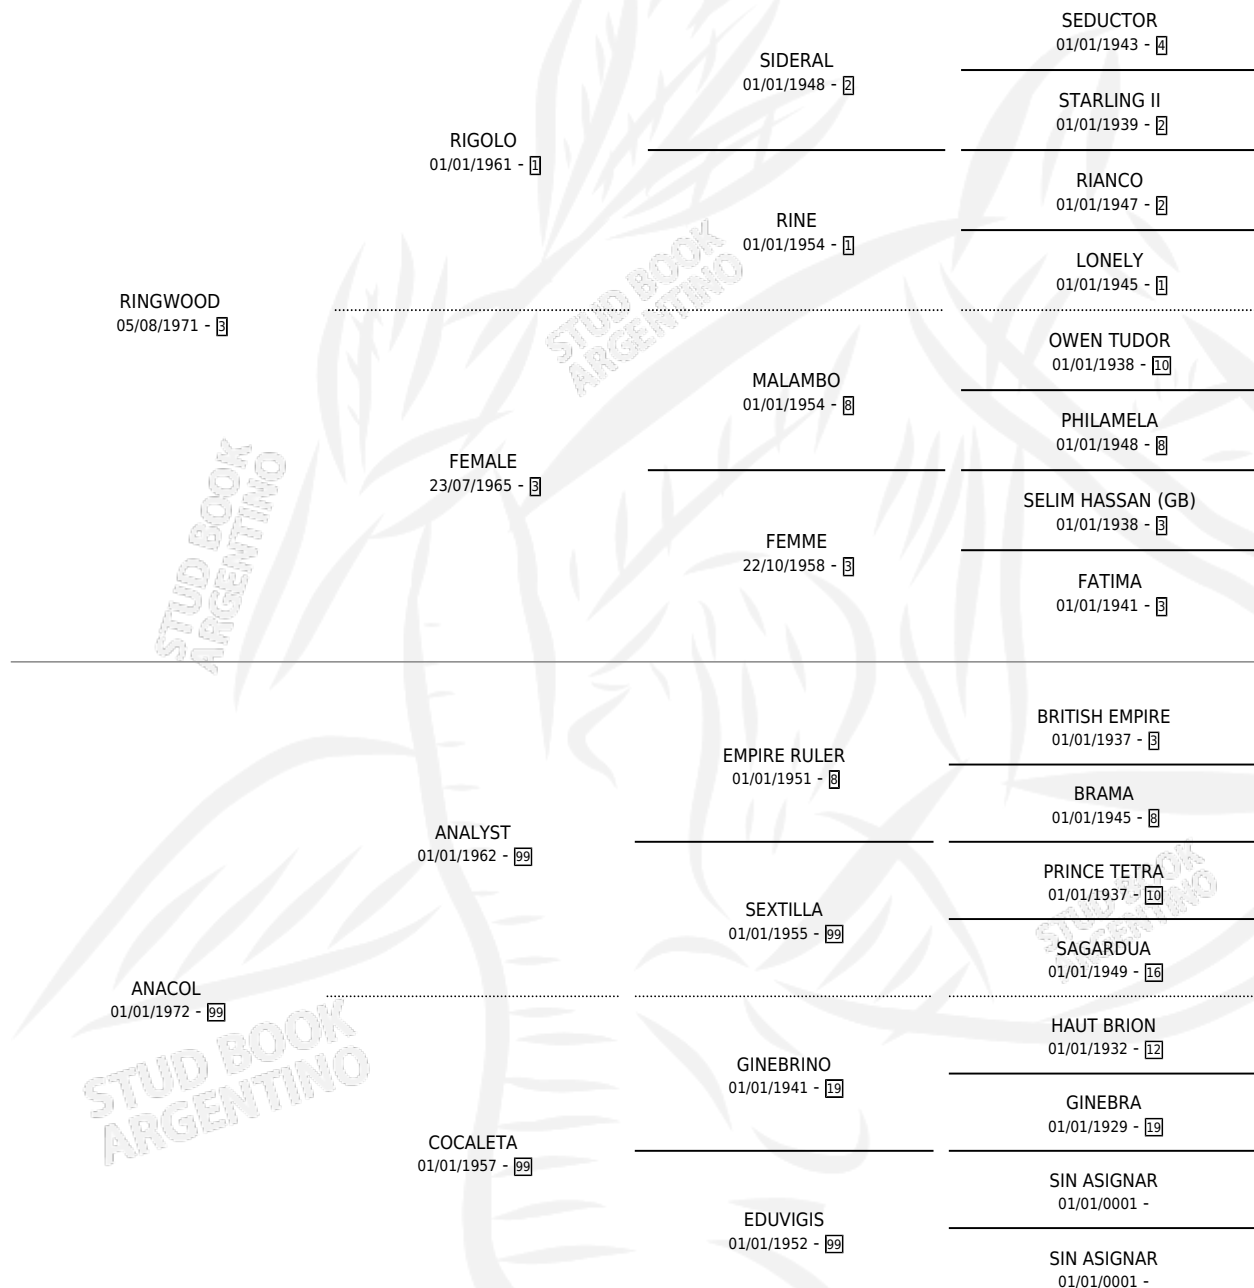 SEDUCTOR
01/01/1943 - 4
SIDERAL
01/01/1948 - 2
STARLING II
01/01/1939 - 2
RIGOLO
01/01/1961 - 1
RIANCO
01/01/1947 - 2
RINE
01/01/1954 - 1
LONELY
01/01/1945 - 1
RINGWOOD
05/08/1971 - 3
OWEN TUDOR
01/01/1938 - 10
MALAMBO
01/01/1954 - 8
PHILAMELA
01/01/1948 - 8
FEMALE
23/07/1965 - 3
SELIM HASSAN (GB)
01/01/1938 - 3
FEMME
22/10/1958 - 3
FATIMA
01/01/1941 - 3
BRITISH EMPIRE
01/01/1937 - 3
EMPIRE RULER
01/01/1951 - 8
BRAMA
01/01/1945 - 8
ANALYST
01/01/1962 - 99
PRINCE TETRA
01/01/1937 - 10
SEXTILLA
01/01/1955 - 99
SAGARDUA
01/01/1949 - 16
ANACOL
01/01/1972 - 99
HAUT BRION
01/01/1932 - 12
GINEBRINO
01/01/1941 - 19
GINEBRA
01/01/1929 - 19
COCALETA
01/01/1957 - 99
SIN ASIGNAR
01/01/0001 -
EDUVIGIS
01/01/1952 - 99
SIN ASIGNAR
01/01/0001 -
STUD BOOK
ARGENTINO
STUD BOOK
ARGENTINO
STUD BOOK
ARGENTINO
STUD BOOK
ARGENTINO